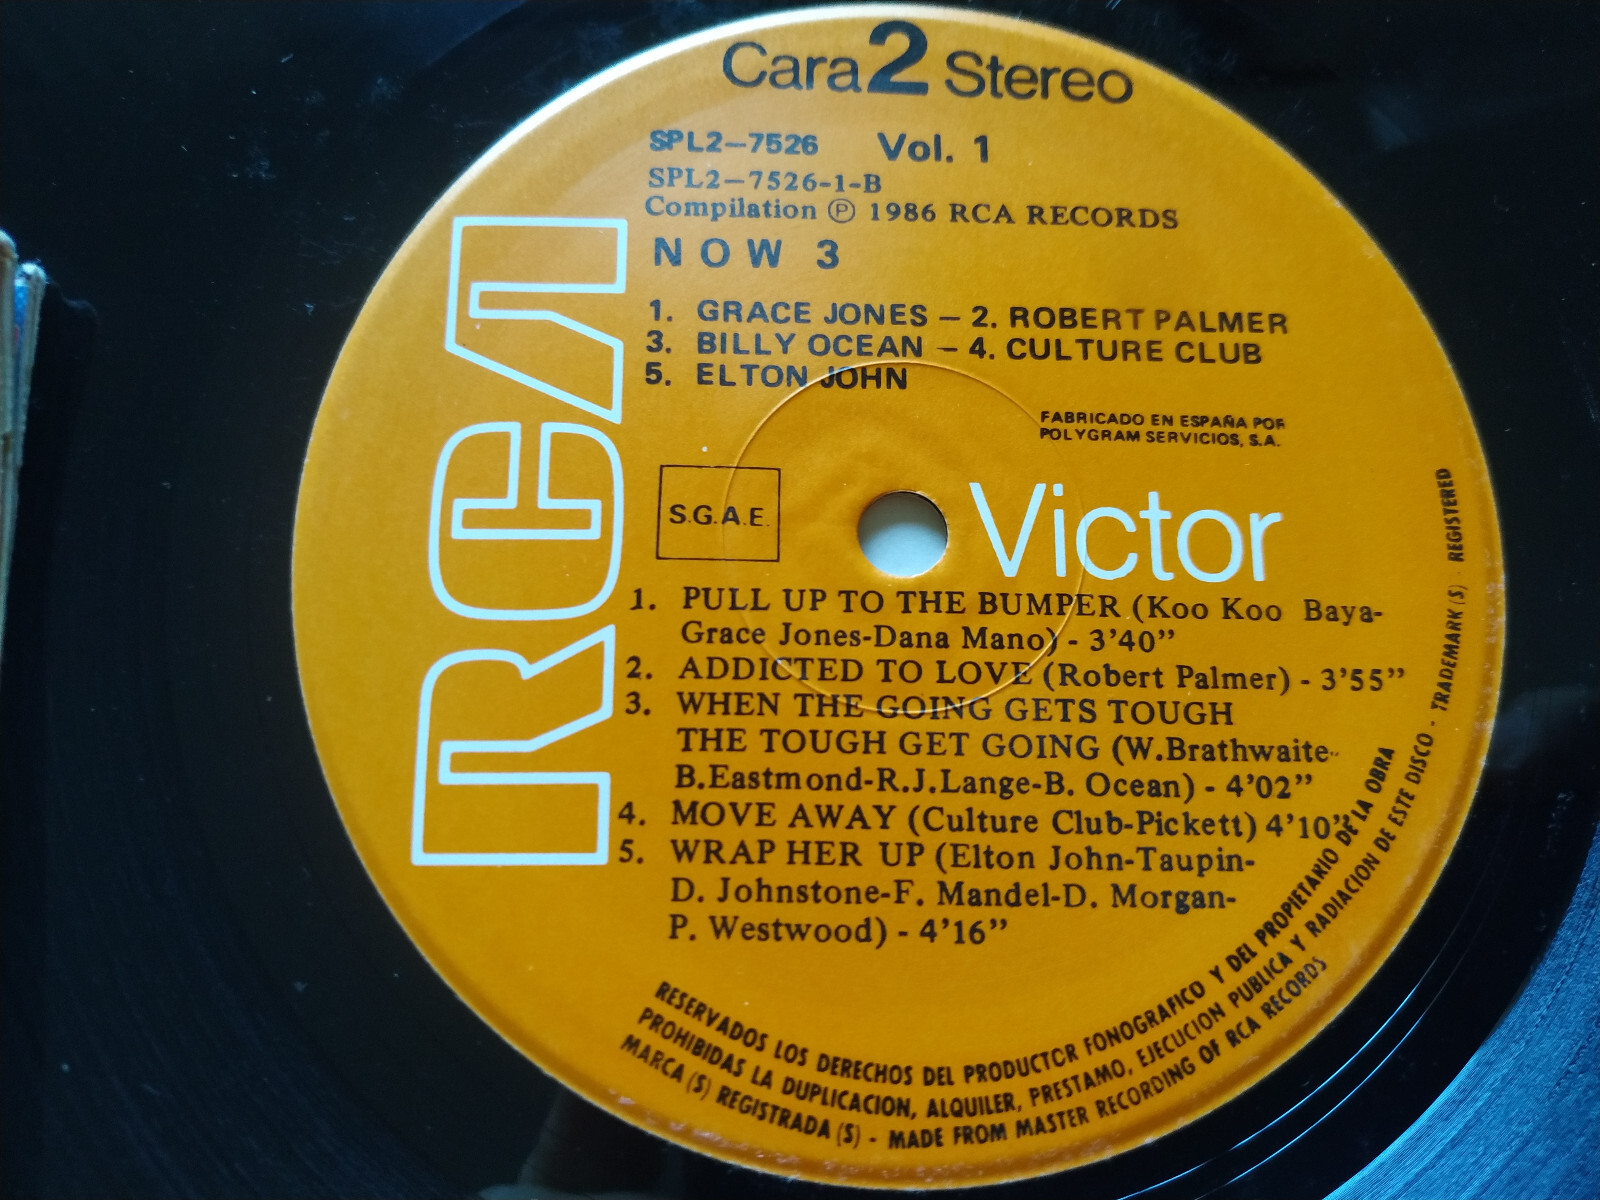 Cara 2 Stereo
SPL2-7526 Vol. 1
SPL2-7526-1-B
Compilation ℗ 1986 RCA RECORDS
NOW 3
1. GRACE JONES – 2. ROBERT PALMER
3. BILLY OCEAN – 4. CULTURE CLUB
5. ELTON JOHN
FABRICADO EN ESPAÑA POR
POLYGRAM SERVICIOS, S.A.
RCA
S.G.A.E.
Victor
1. PULL UP TO THE BUMPER (Koo Koo Baya-
Grace Jones-Dana Mano) - 3'40"
2. ADDICTED TO LOVE (Robert Palmer) - 3'55"
3. WHEN THE GOING GETS TOUGH
THE TOUGH GET GOING (W.Brathwaite-
B.Eastmond-R.J.Lange-B. Ocean) - 4'02"
4. MOVE AWAY (Culture Club-Pickett) 4'10"
5. WRAP HER UP (Elton John-Taupin-
D. Johnstone-F. Mandel-D. Morgan-
P. Westwood) - 4'16"
RESERVADOS LOS DERECHOS DEL PRODUCTOR FONOGRAFICO Y DEL PROPIETARIO DE LA OBRA
PROHIBIDAS LA DUPLICACION, ALQUILER, PRESTAMO, EJECUCION PUBLICA Y RADIACION DE ESTE DISCO - TRADEMARK (S) - REGISTERED
MARCA (S) REGISTRADA (S) - MADE FROM MASTER RECORDING OF RCA RECORDS